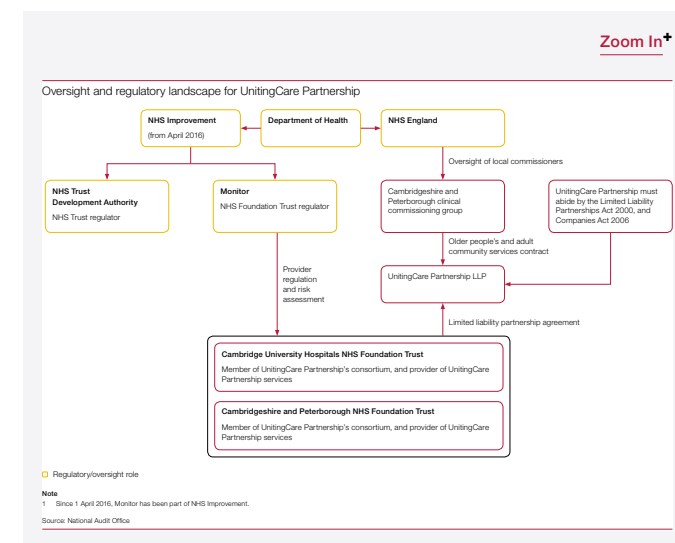 Zoom In+
Oversight and regulatory landscape for UnitingCare Partnership
NHS Improvement
(from April 2016)
Department of Health
NHS England
Oversight of local commissioners
NHS Trust
Development Authority
NHS Trust regulator
Monitor
NHS Foundation Trust regulator
Cambridgeshire and
Peterborough clinical
commissioning group
UnitingCare Partnership must
abide by the Limited Liability
Partnerships Act 2000, and
Companies Act 2006
Older people's and adult
community services contract
Provider
regulation
and risk
assessment
UnitingCare Partnership LLP
Limited liability partnership agreement
Cambridge University Hospitals NHS Foundation Trust
Member of UnitingCare Partnership's consortium, and provider of UnitingCare
Partnership services
Cambridgeshire and Peterborough NHS Foundation Trust
Member of UnitingCare Partnership's consortium, and provider of UnitingCare
Partnership services
Regulatory/oversight role
Note
1 Since 1 April 2016, Monitor has been part of NHS Improvement.
Source: National Audit Office